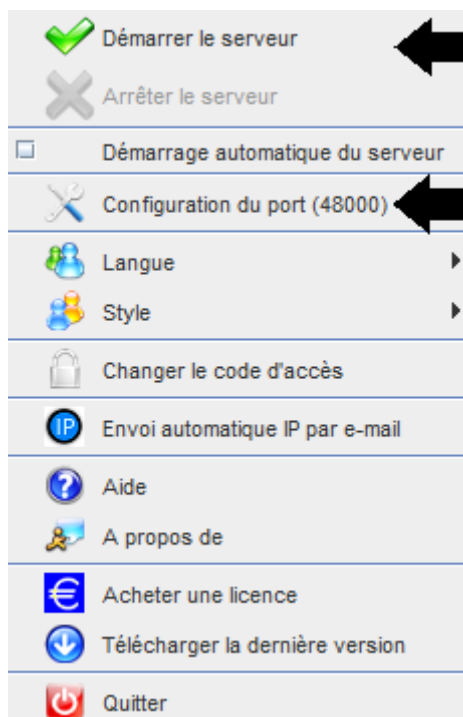 Démarrer le serveur
Arrêter le serveur
Démarrage automatique du serveur
Configuration du port (48000)
Langue
Style
Changer le code d'accès
IP Envoi automatique IP par e-mail
? Aide
A propos de
€ Acheter une licence
Télécharger la dernière version
Quitter